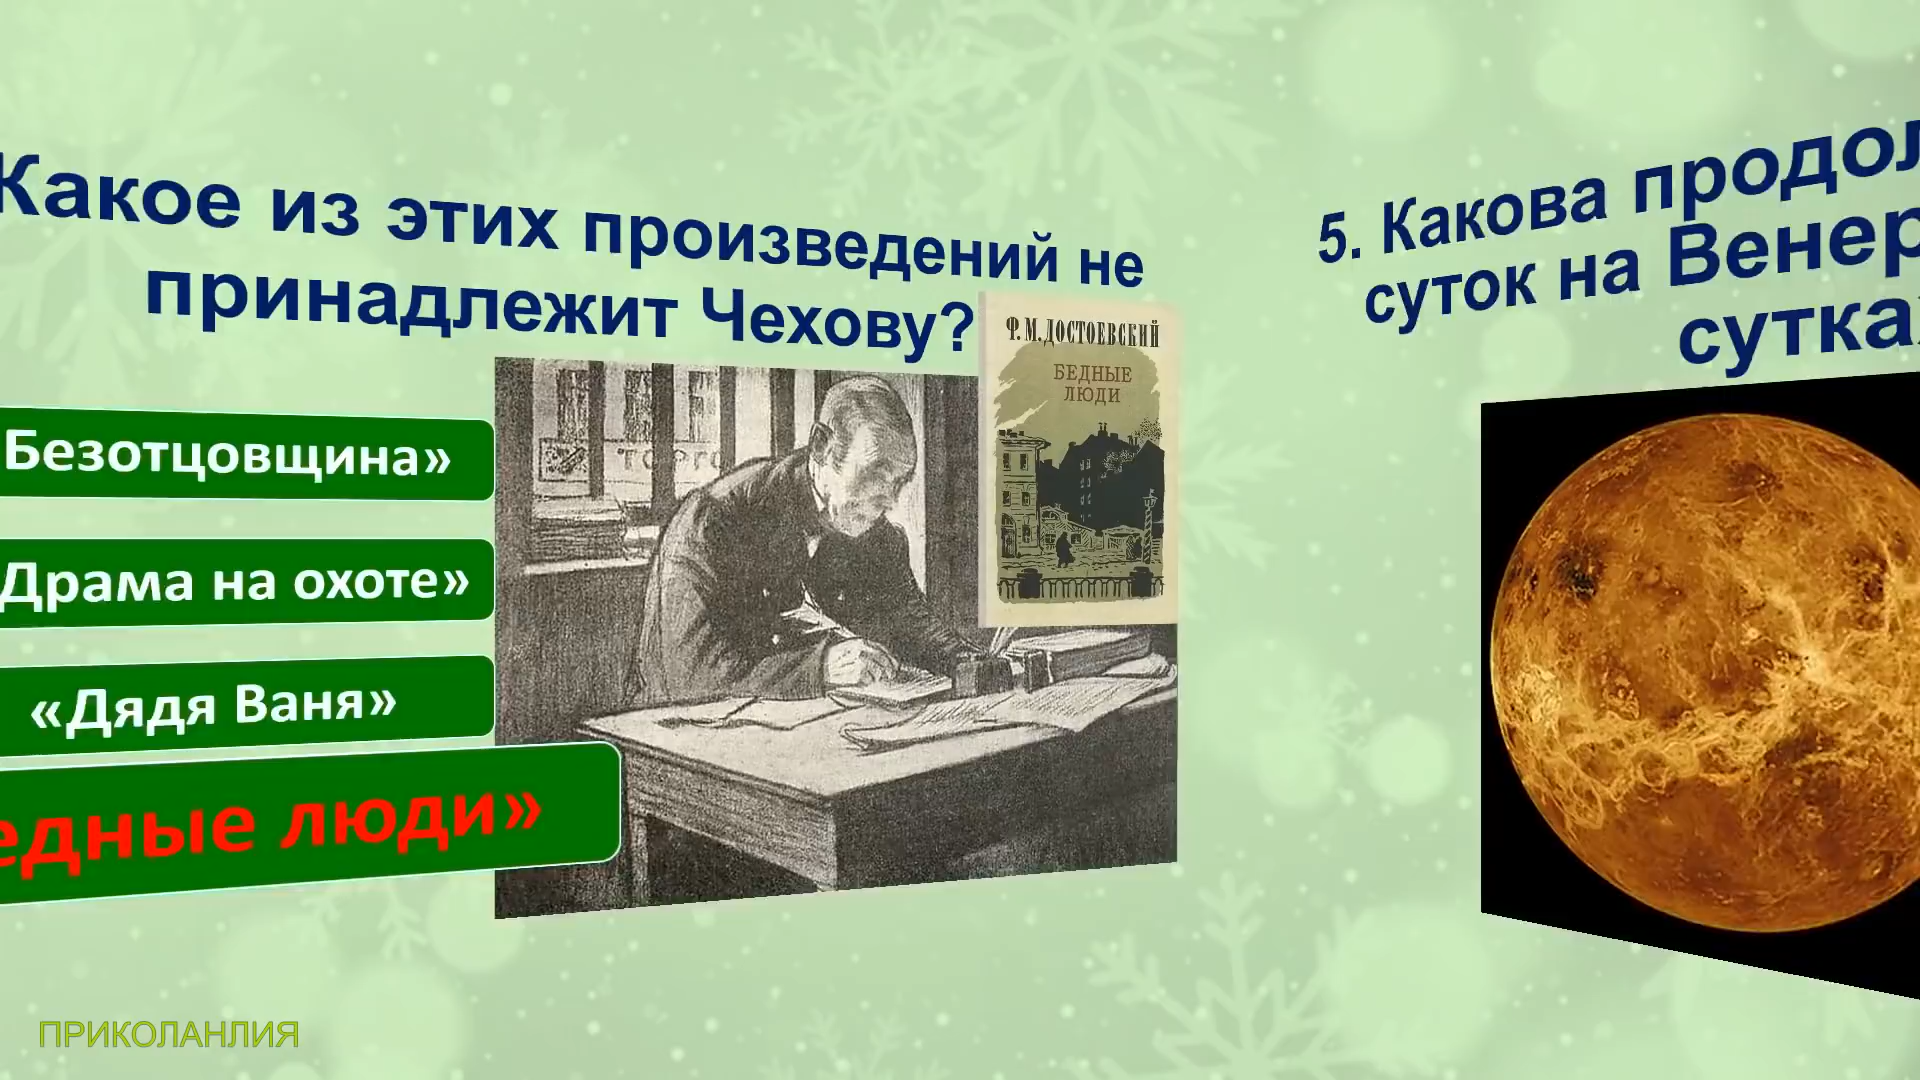 Какое из этих произведений не
принадлежит Чехову?
Ф.М.ДОСТОЕВСКИЙ
БЕДНЫЕ
ЛЮДИ
Безотцовщина»
Драма на охоте»
«Дядя Ваня»
едные люди»
5. Какова продол
суток на Венер
сутка
ПРИКОЛАНЛИЯ